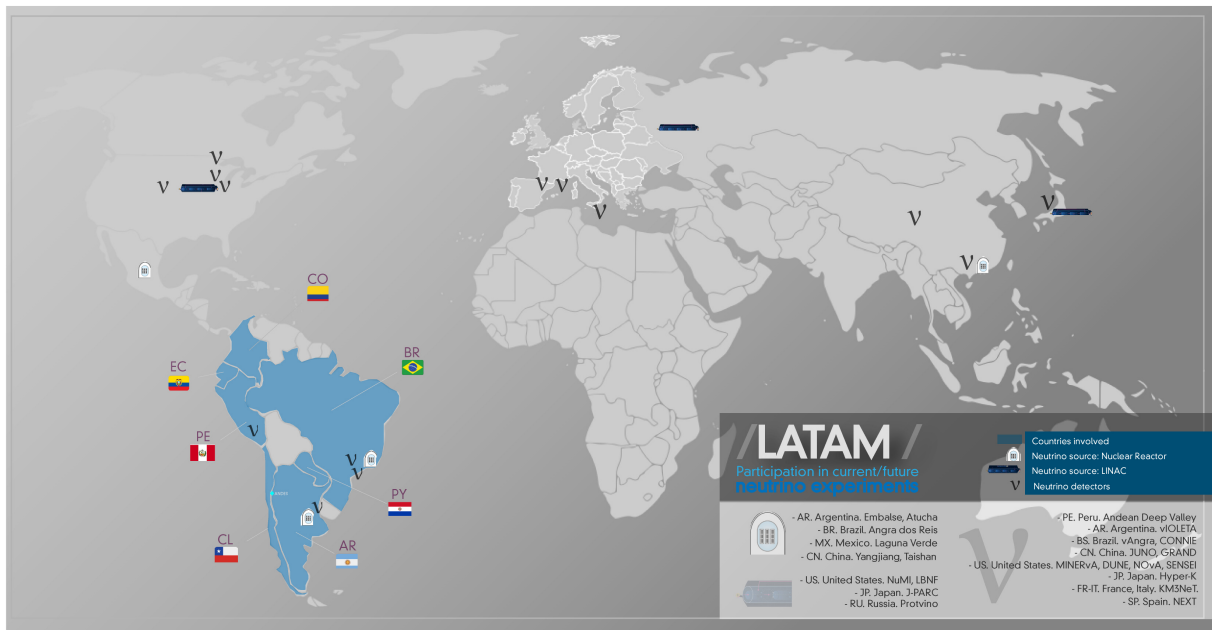 ν
ν
ν
ν
ν
ν
ν
ν
ν
ν
ν
CO
EC
BR
PE
ν
ν
ν
PY
ν
CL
AR
//LATAM/
Participation in current/future
neutrino experiments
Countries involved
Neutrino source: Nuclear Reactor
Neutrino source: LINAC
ν Neutrino detectors
- AR. Argentina. Embalse, Atucha
- BR. Brazil. Angra dos Reis
- MX. Mexico. Laguna Verde
- CN. China. Yangjiang, Taishan
- US. United States. NuMI, LBNF
- JP. Japan. J-PARC
- RU. Russia. Protvino
ν
- PE. Peru. Andean Deep Valley
- AR. Argentina. νIOLETA
- BS. Brazil. νAngra, CONNIE
- CN. China. JUNO, GRAND
- US. United States. MINERνA, DUNE, NOνA, SENSEI
- JP. Japan. Hyper-K
- FR-IT. France, Italy. KM3NeT.
- SP. Spain. NEXT